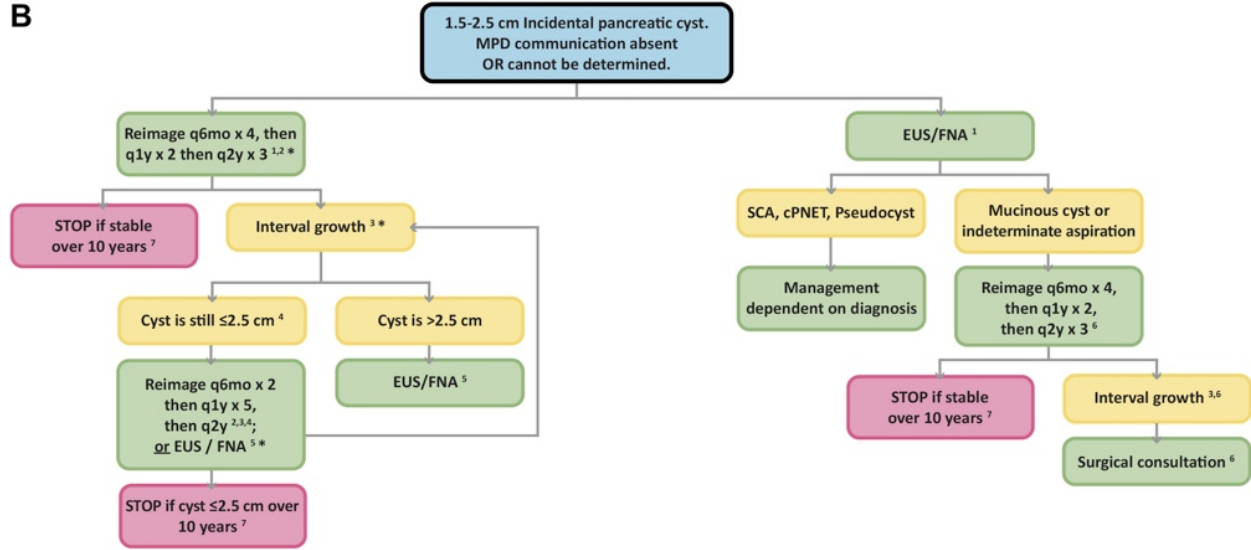 B
1.5-2.5 cm Incidental pancreatic cyst.
MPD communication absent
OR cannot be determined.
Reimage q6mo x 4, then
q1y x 2 then q2y x 3 1,2 *
STOP if stable
over 10 years 7
Interval growth 3 *
Cyst is still ≤2.5 cm 4
Cyst is >2.5 cm
Reimage q6mo x 2
then q1y x 5,
then q2y 2,3,4;
or EUS / FNA 5 *
EUS/FNA 5
STOP if cyst ≤2.5 cm over
10 years 7
EUS/FNA 1
SCA, cPNET, Pseudocyst
Mucinous cyst or
indeterminate aspiration
Management
dependent on diagnosis
Reimage q6mo x 4,
then q1y x 2,
then q2y x 3 6
STOP if stable
over 10 years 7
Interval growth 3,6
Surgical consultation 6